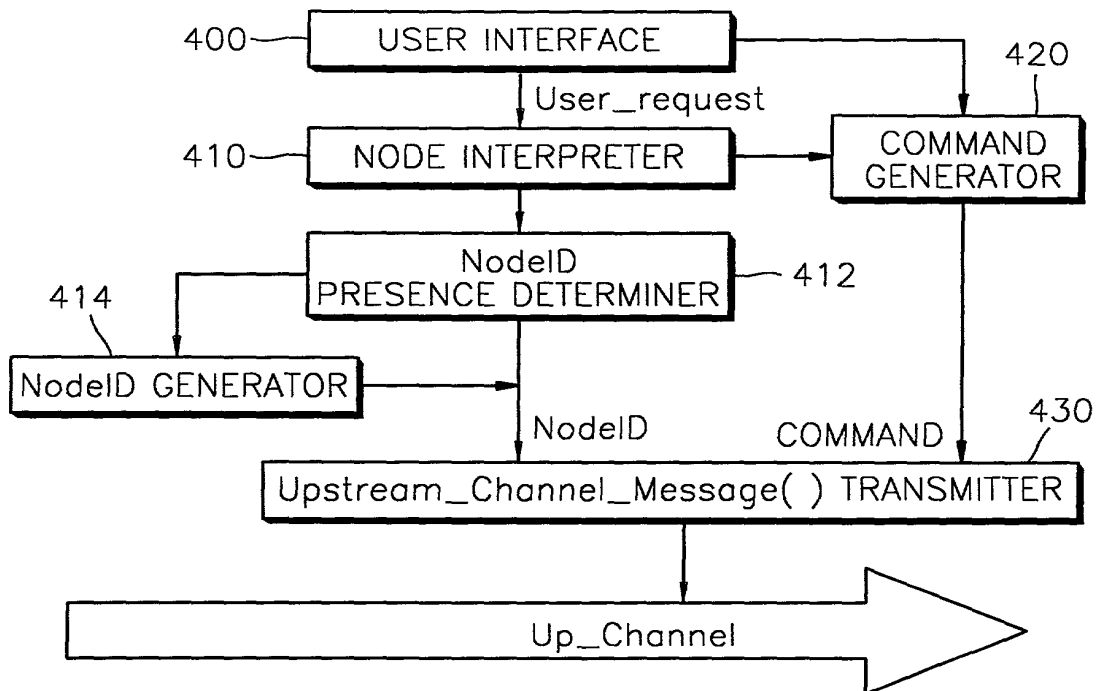 400
USER INTERFACE
420
User_request
410
NODE INTERPRETER
COMMAND
GENERATOR
NodeID
PRESENCE DETERMINER
412
414
NodeID GENERATOR
NodeID
COMMAND
430
Upstream_Channel_Message( ) TRANSMITTER
Up_Channel